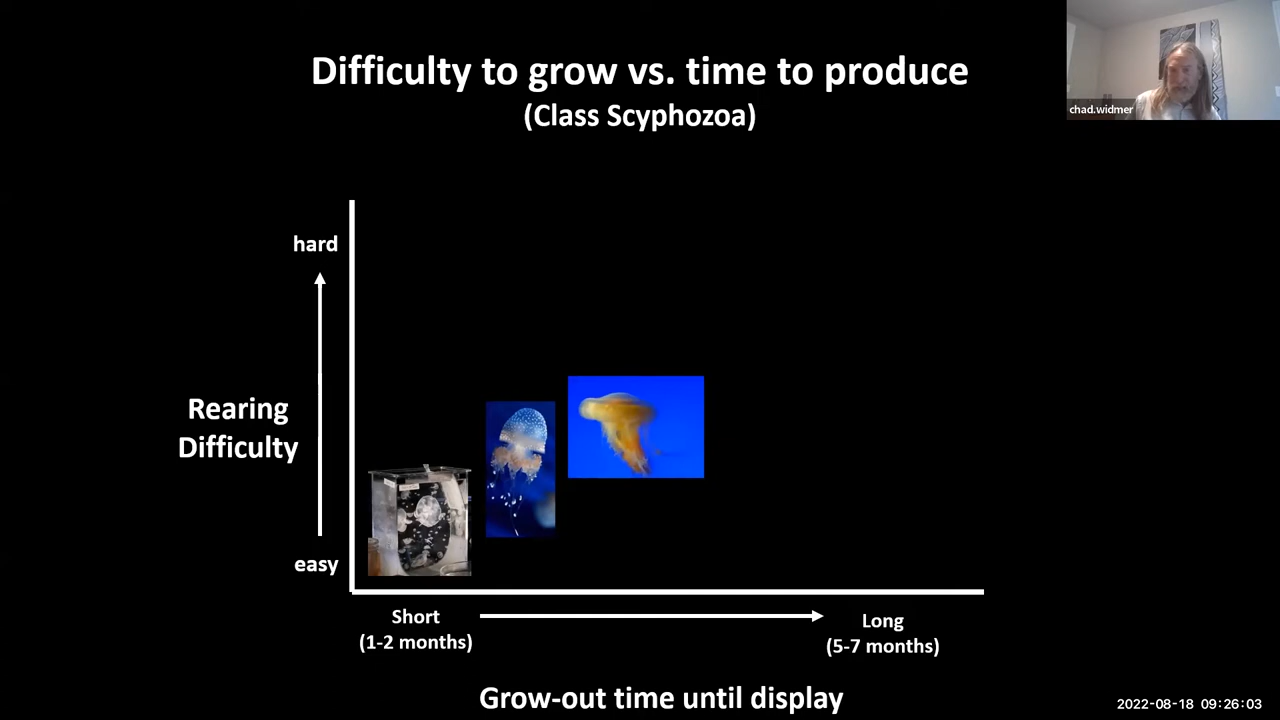 Difficulty to grow vs. time to produce
(Class Scyphozoa)
chad.widmer
hard
Rearing
Difficulty
easy
Short
(1-2 months)
Long
(5-7 months)
Grow-out time until display
2022-08-18 09:26:03